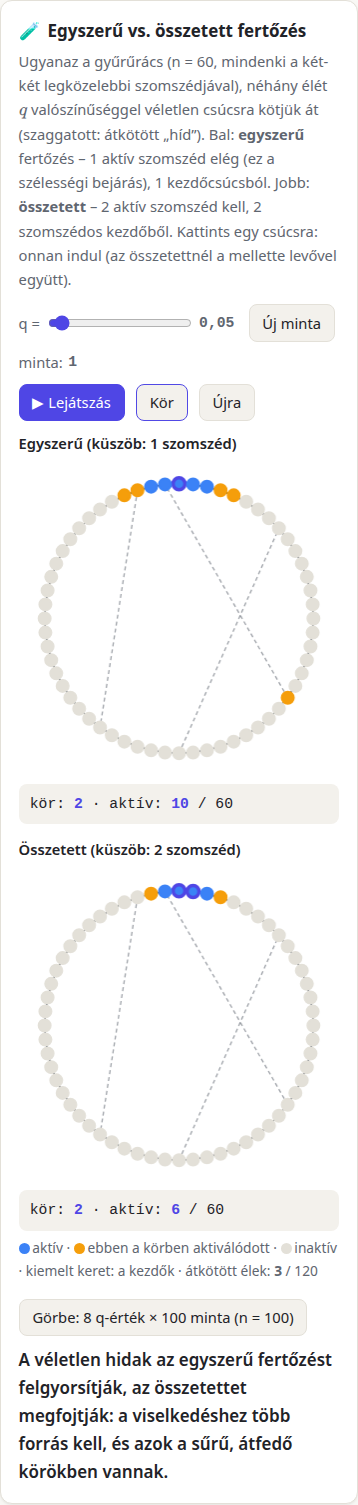 🧪 Egyszerű vs. összetett fertőzés
Ugyanaz a gyűrűrács (n = 60, mindenki a két-
két legközelebbi szomszédjával), néhány élét
q valószínűséggel véletlen csúcsra kötjük át
(szaggatott: átkötött „híd”). Bal: egyszerű
fertőzés – 1 aktív szomszéd elég (ez a
szélességi bejárás), 1 kezdőcsúcsból. Jobb:
összetett – 2 aktív szomszéd kell, 2
szomszédos kezdőből. Kattints egy csúcsra:
onnan indul (az összetettnél a mellette levővel
együtt).
q = 0,05 Új minta
minta: 1
▶ Lejátszás Kör Újra
Egyszerű (küszöb: 1 szomszéd)
kör: 2 · aktív: 10 / 60
Összetett (küszöb: 2 szomszéd)
kör: 2 · aktív: 6 / 60
aktív · ebben a körben aktiválódott · inaktív
· kiemelt keret: a kezdők · átkötött élek: 3 / 120
Görbe: 8 q-érték × 100 minta (n = 100)
A véletlen hidak az egyszerű fertőzést
felgyorsítják, az összetettet
megfojtják: a viselkedéshez több
forrás kell, és azok a sűrű, átfedő
körökben vannak.